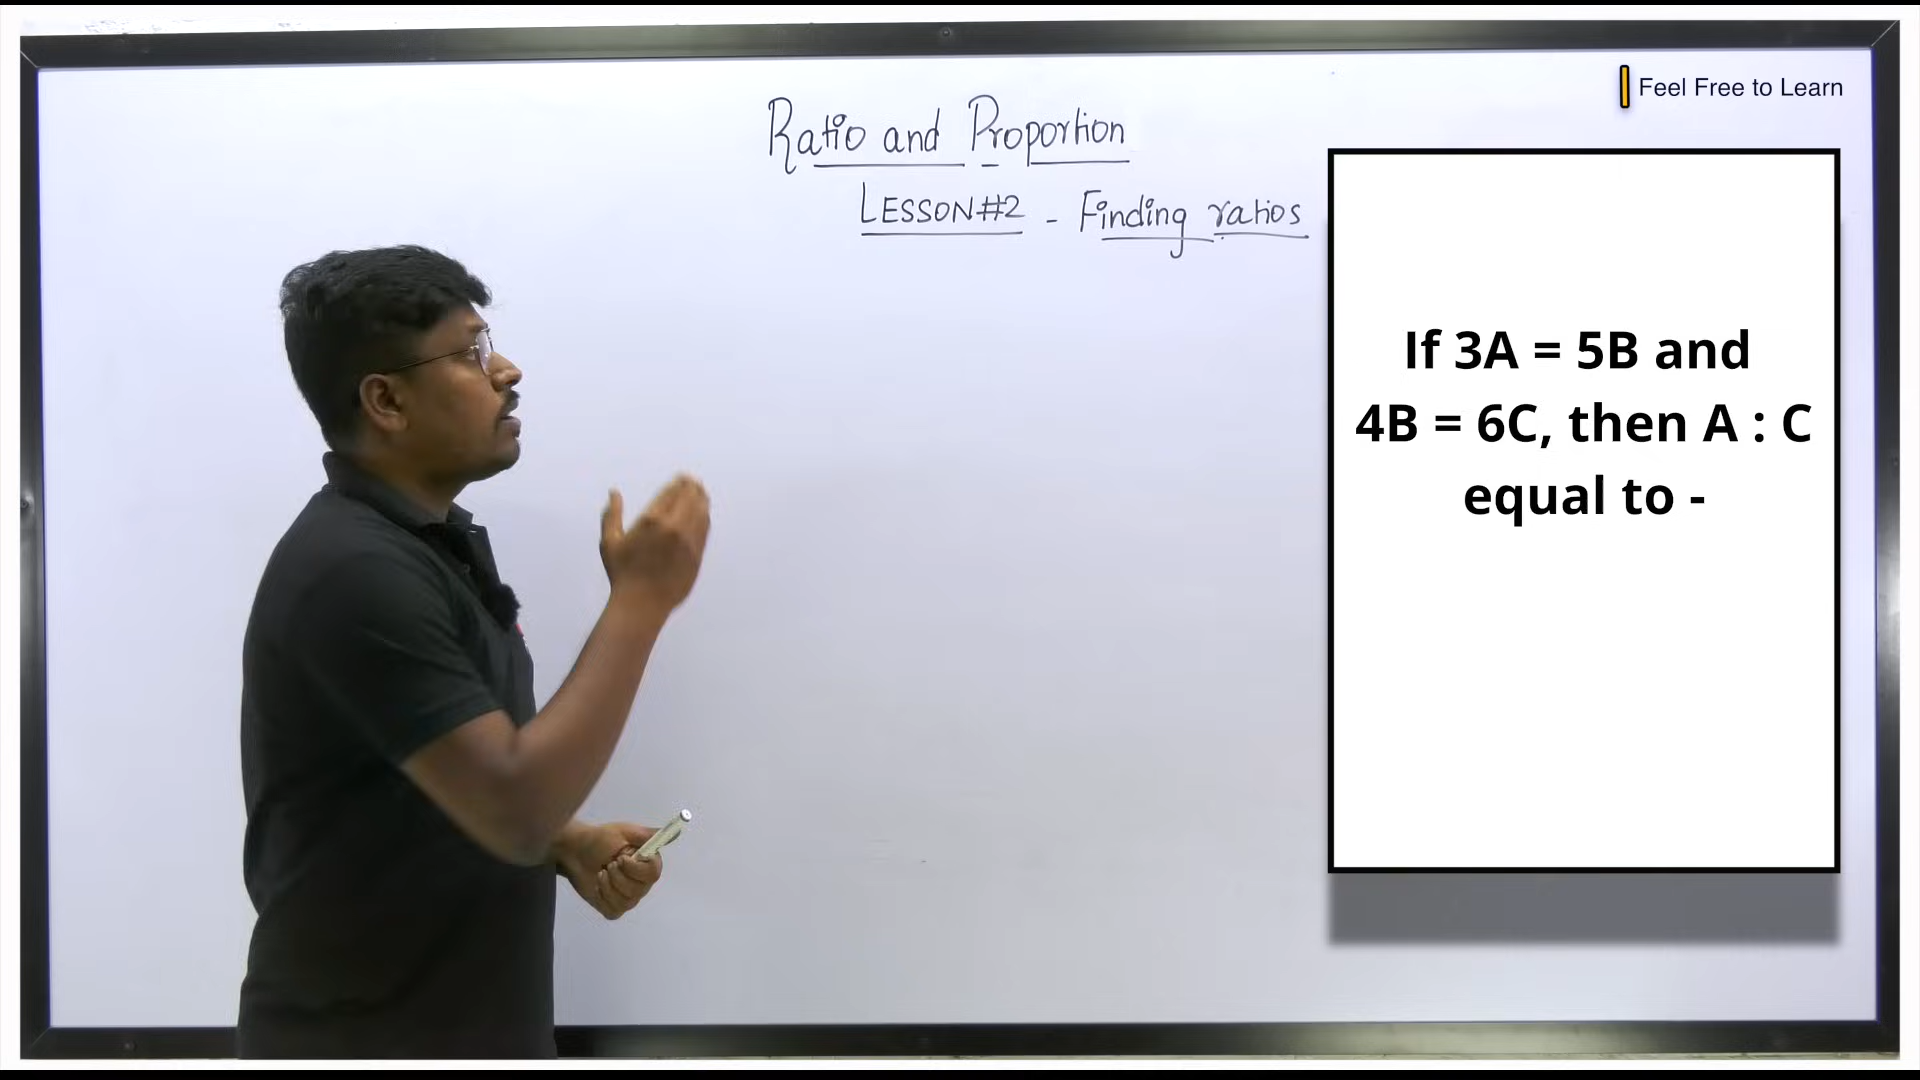 Feel Free to Learn
Ratio and Proportion
LESSON#2 - Finding ratios
If 3A = 5B and
4B = 6C, then A : C
equal to -